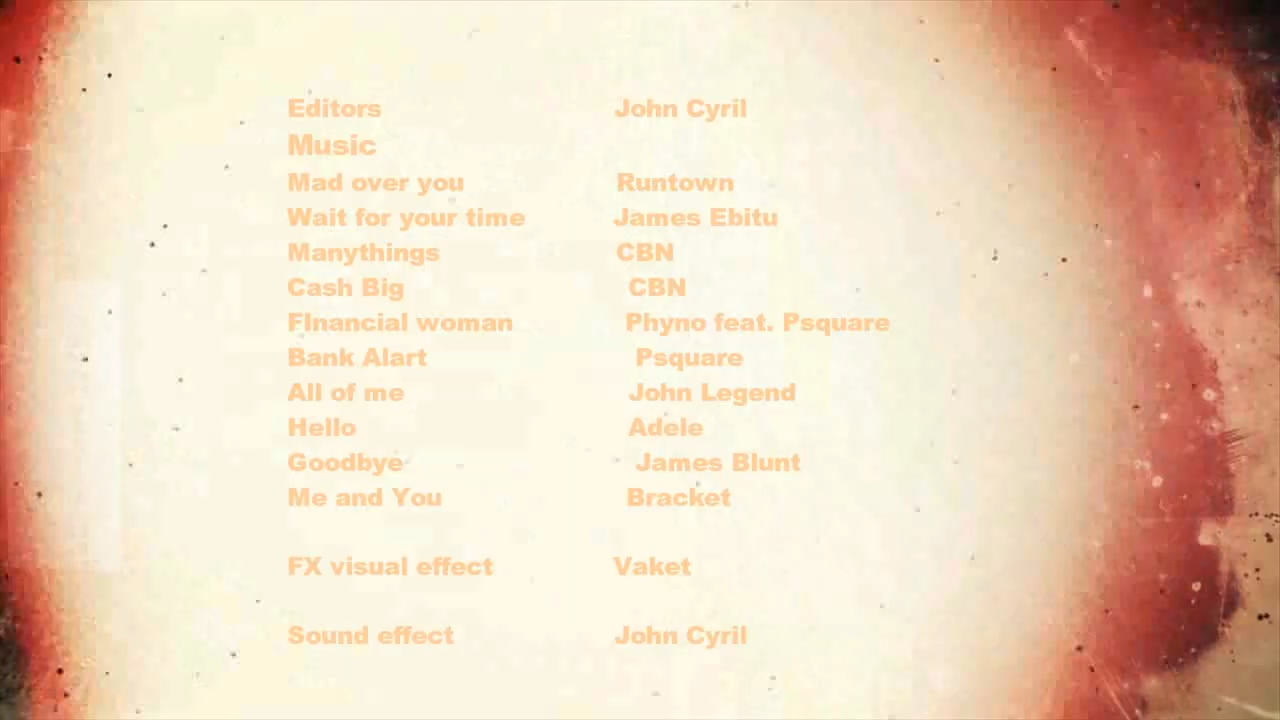 Editors John Cyril
Music
Mad over you Runtown
Wait for your time James Ebitu
Manythings CBN
Cash Big CBN
FInancial woman Phyno feat. Psquare
Bank Alart Psquare
All of me John Legend
Hello Adele
Goodbye James Blunt
Me and You Bracket
FX visual effect Vaket
Sound effect John Cyril